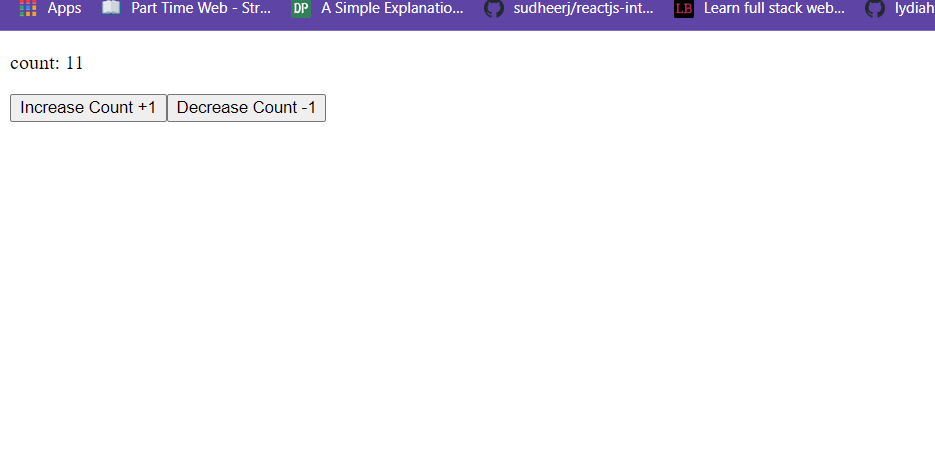 Apps Part Time Web - Str... DP A Simple Explanatio... sudheerj/reactjs-int... LB Learn full stack web... lydiah
count: 11
Increase Count +1 Decrease Count -1